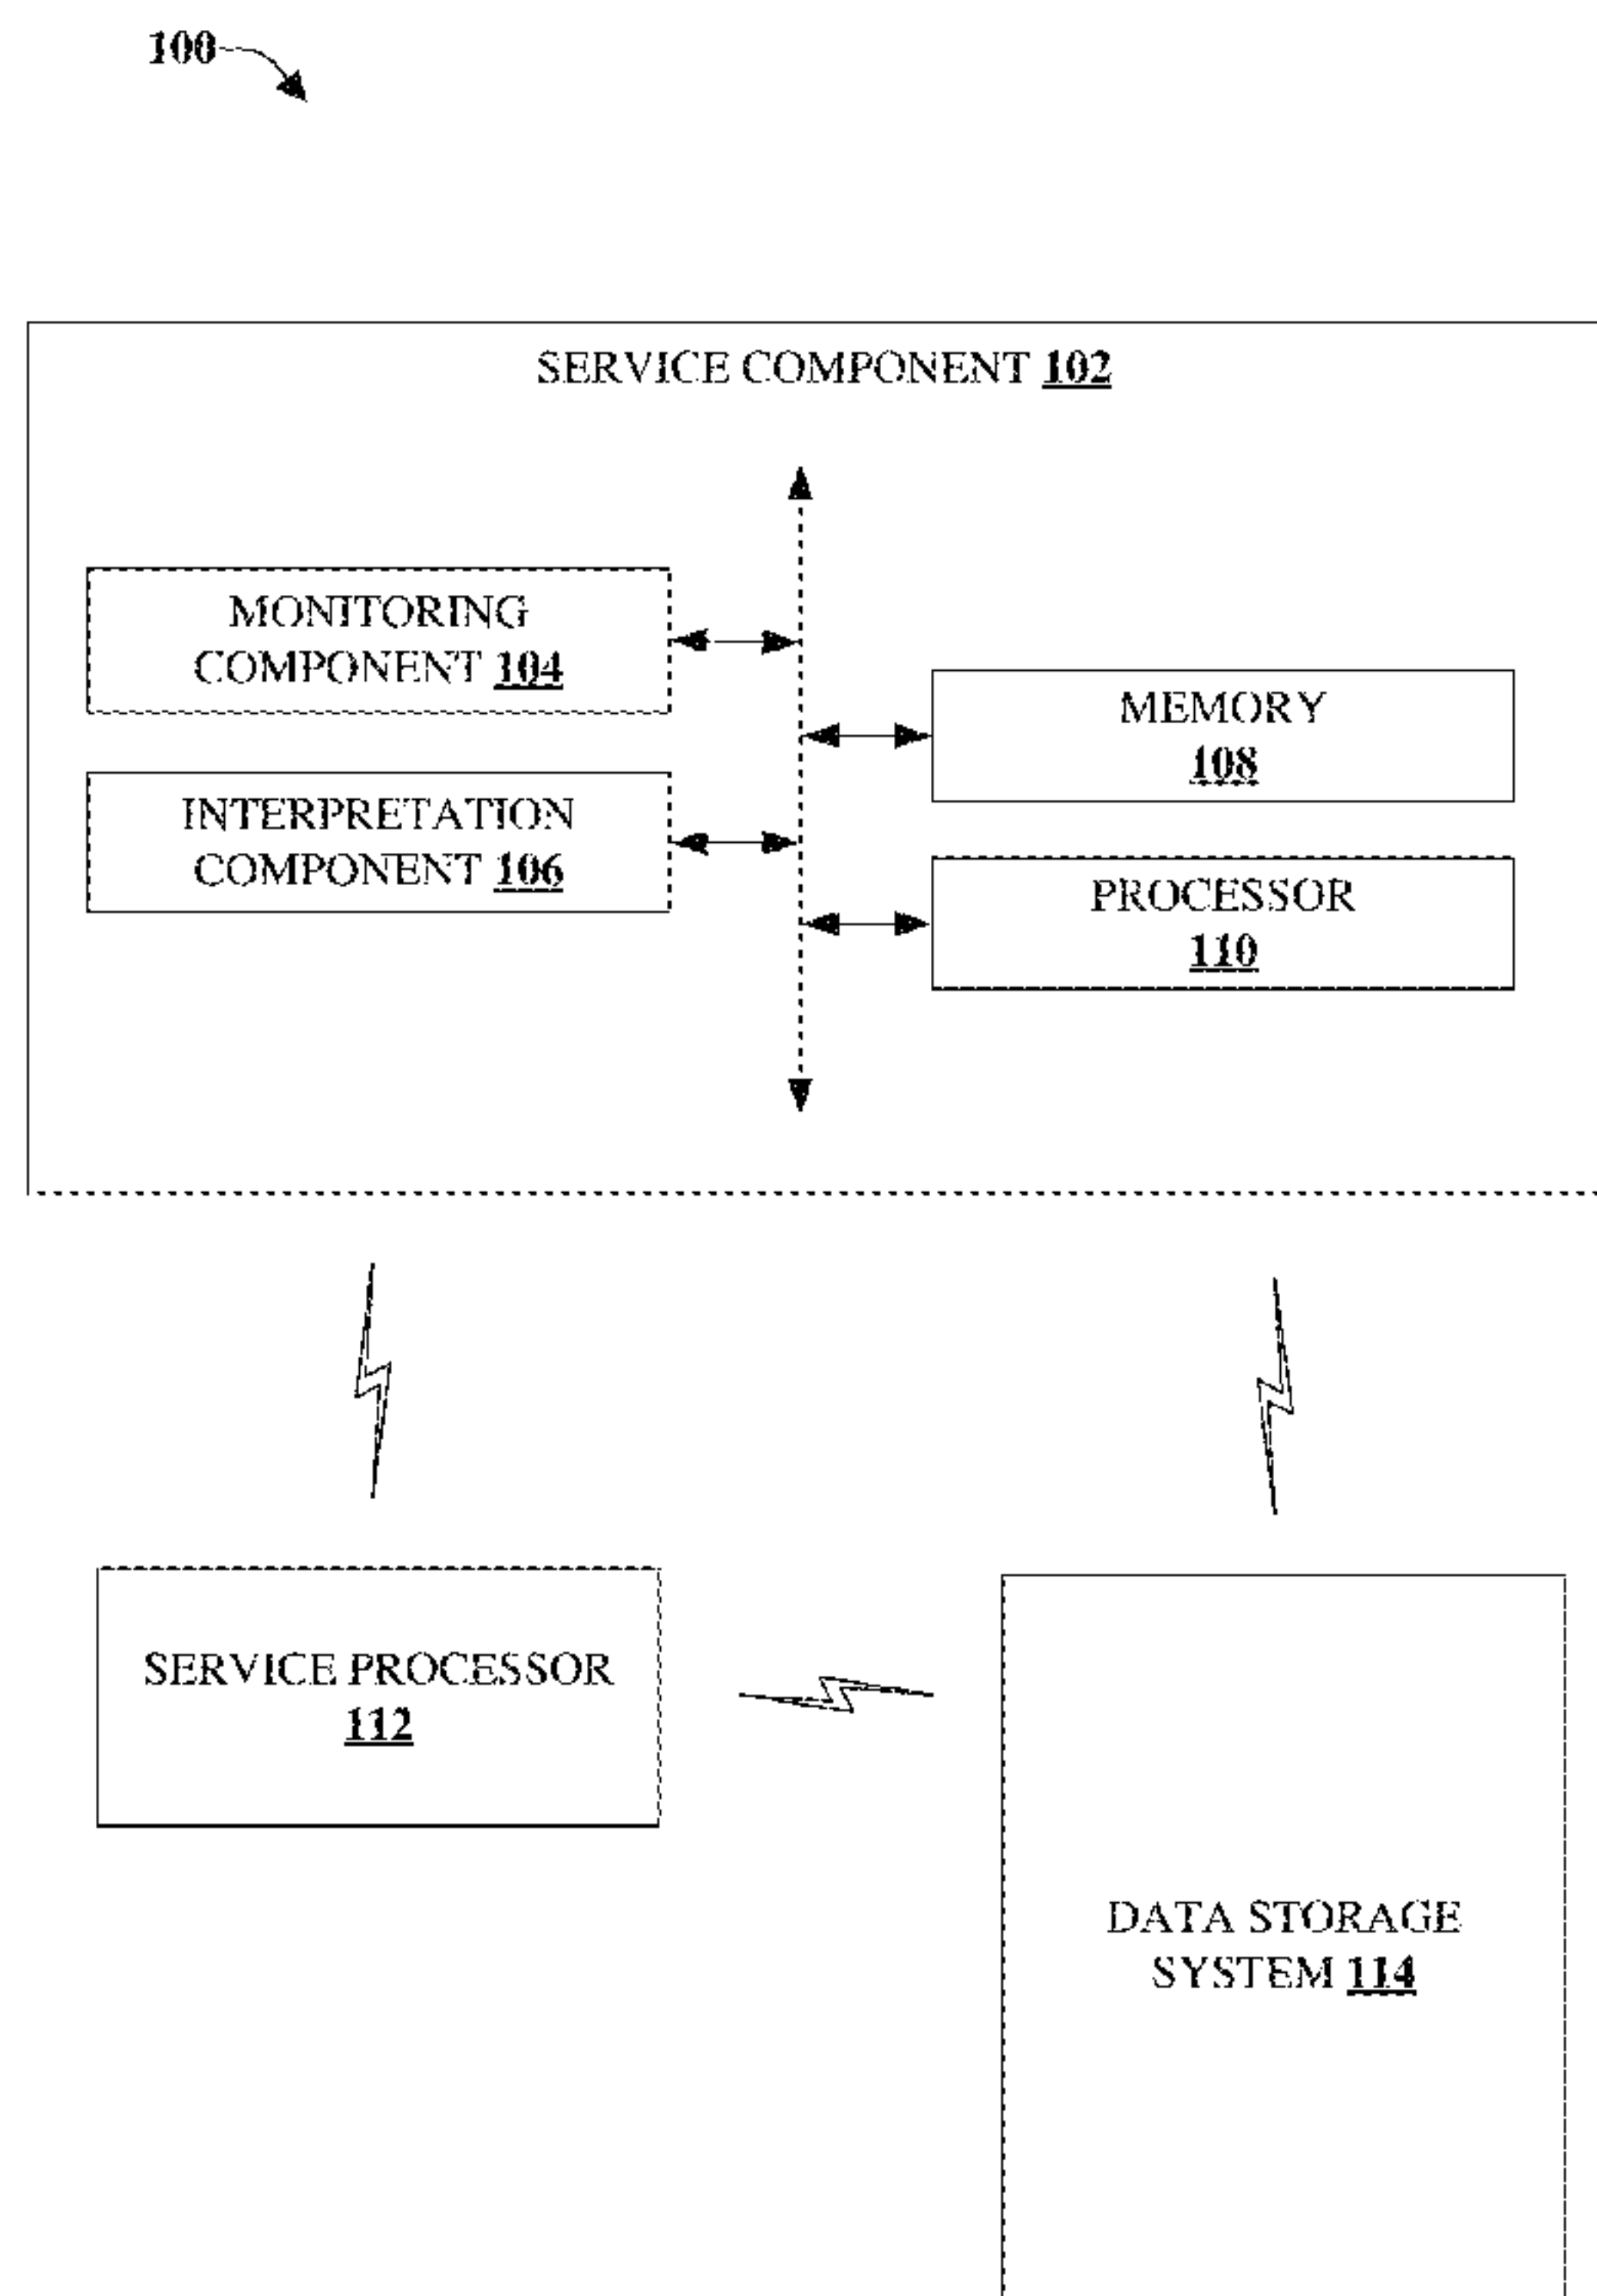 100
SERVICE COMPONENT 102
MONITORING
COMPONENT 104
MEMORY
108
INTERPRETATION
COMPONENT 106
PROCESSOR
110
SERVICE PROCESSOR
112
DATA STORAGE
SYSTEM 114